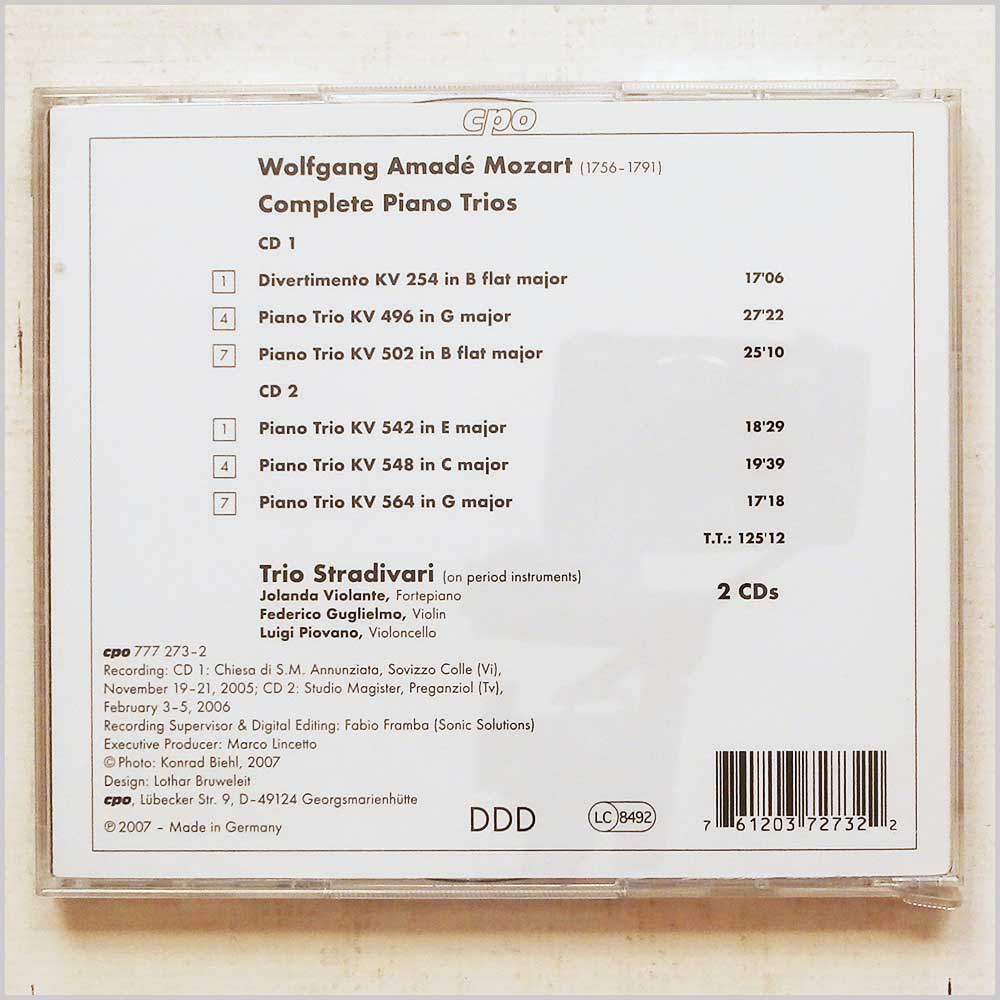 cpo
Wolfgang Amadé Mozart (1756–1791)
Complete Piano Trios
CD 1
1 Divertimento KV 254 in B flat major 17'06
4 Piano Trio KV 496 in G major 27'22
7 Piano Trio KV 502 in B flat major 25'10
CD 2
1 Piano Trio KV 542 in E major 18'29
4 Piano Trio KV 548 in C major 19'39
7 Piano Trio KV 564 in G major 17'18
T.T.: 125'12
Trio Stradivari (on period instruments)
Jolanda Violante, Fortepiano
Federico Guglielmo, Violin
Luigi Piovano, Violoncello
2 CDs
cpo 777 273–2
Recording: CD 1: Chiesa di S.M. Annunziata, Sovizzo Colle (Vi),
November 19–21, 2005; CD 2: Studio Magister, Preganziol (Tv),
February 3–5, 2006
Recording Supervisor & Digital Editing: Fabio Framba (Sonic Solutions)
Executive Producer: Marco Lincetto
© Photo: Konrad Biehl, 2007
Design: Lothar Bruweleit
cpo, Lübecker Str. 9, D–49124 Georgsmarienhütte
℗ 2007 – Made in Germany
DDD
LC 8492
7 61203 72732 2